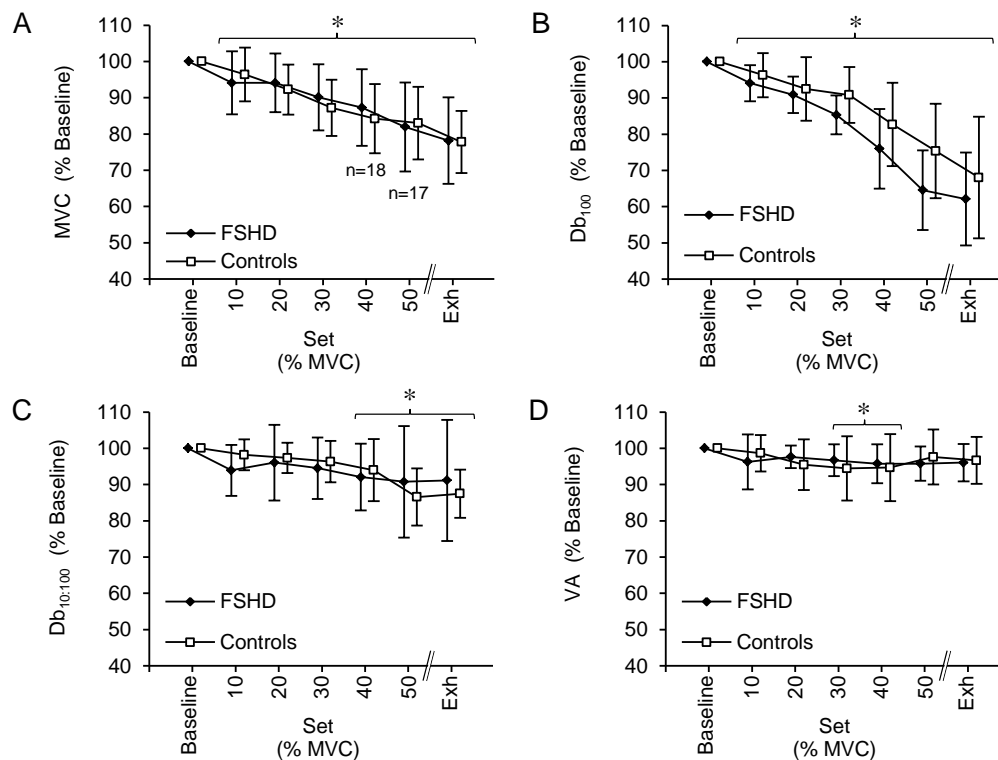 A
*
MVC (% Baseline)
110
100
90
80
70
60
50
40
n=18
n=17
FSHD
Controls
Baseline
10
20
30
40
50
Exh
Set
(% MVC)
B
*
Db100 (% Baaseline)
110
100
90
80
70
60
50
40
FSHD
Controls
Baseline
10
20
30
40
50
Exh
Set
(% MVC)
C
*
Db10:100 (% Baseline)
110
100
90
80
70
60
50
40
FSHD
Controls
Baseline
10
20
30
40
50
Exh
Set
(% MVC)
D
*
VA (% Baseline)
110
100
90
80
70
60
50
40
FSHD
Controls
Baseline
10
20
30
40
50
Exh
Set
(% MVC)